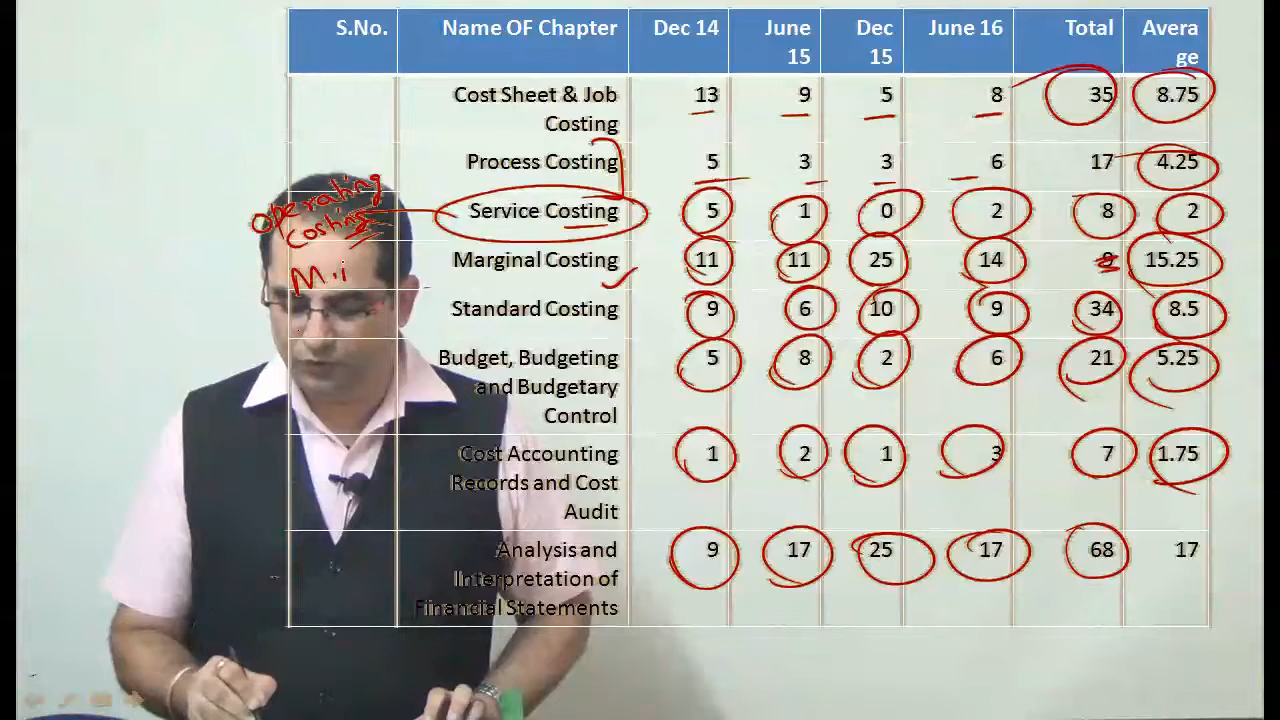 S.No. Name OF Chapter Dec 14 June 15 Dec 15 June 16 Total Avera ge
Cost Sheet & Job Costing 13 9 5 8 35 8.75
Process Costing 5 3 3 6 17 4.25
Operating Costing
Service Costing 5 1 0 2 8 2
M.i
Marginal Costing 11 11 25 14 15.25
Standard Costing 9 6 10 9 34 8.5
Budget, Budgeting and Budgetary Control 5 8 2 6 21 5.25
Cost Accounting Records and Cost Audit 1 2 1 3 7 1.75
Analysis and Interpretation of Financial Statements 9 17 25 17 68 17